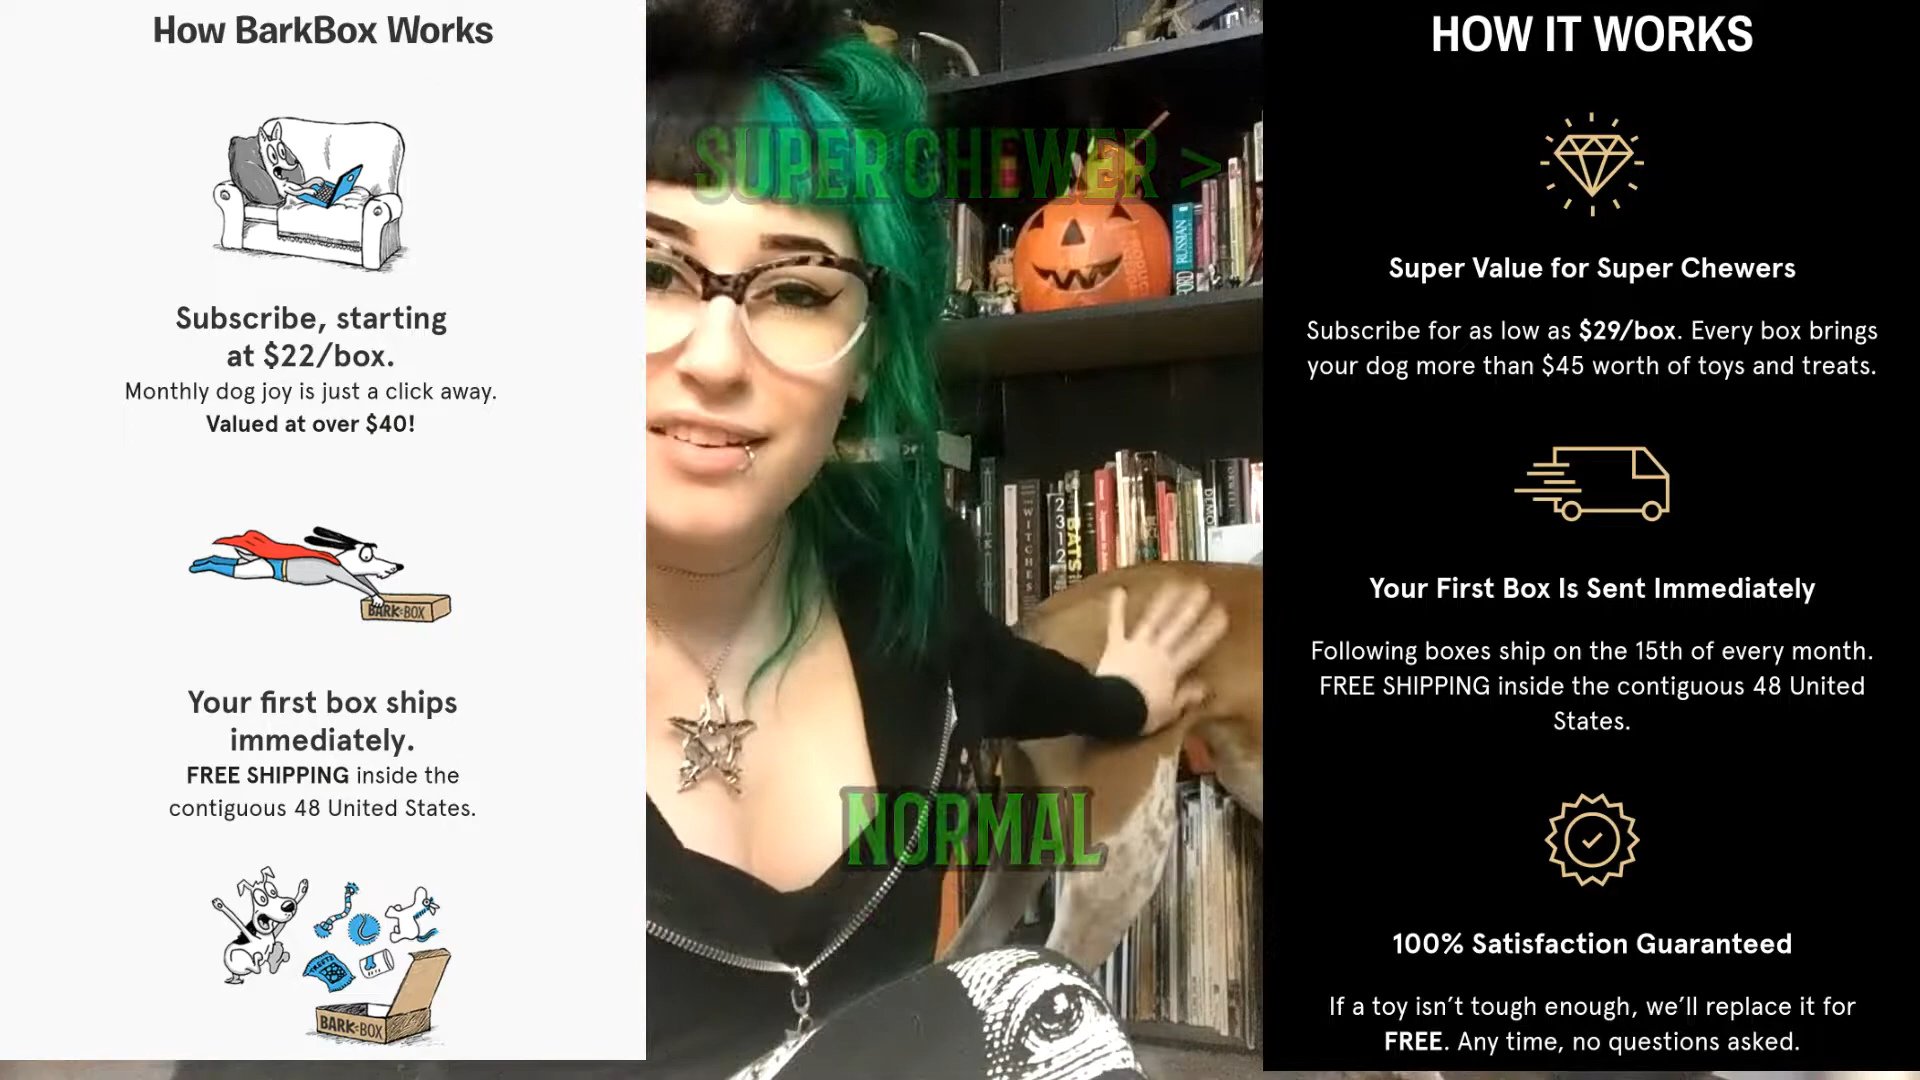 How BarkBox Works
Subscribe, starting
at $22/box.
Monthly dog joy is just a click away.
Valued at over $40!
BARK BOX
Your first box ships
immediately.
FREE SHIPPING inside the
contiguous 48 United States.
BARK BOX
SUPER CHEWER >
RUSSIAN
WITCHES
2312
BATS
NORMAL
HOW IT WORKS
Super Value for Super Chewers
Subscribe for as low as $29/box. Every box brings
your dog more than $45 worth of toys and treats.
Your First Box Is Sent Immediately
Following boxes ship on the 15th of every month.
FREE SHIPPING inside the contiguous 48 United
States.
100% Satisfaction Guaranteed
If a toy isn't tough enough, we'll replace it for
FREE. Any time, no questions asked.